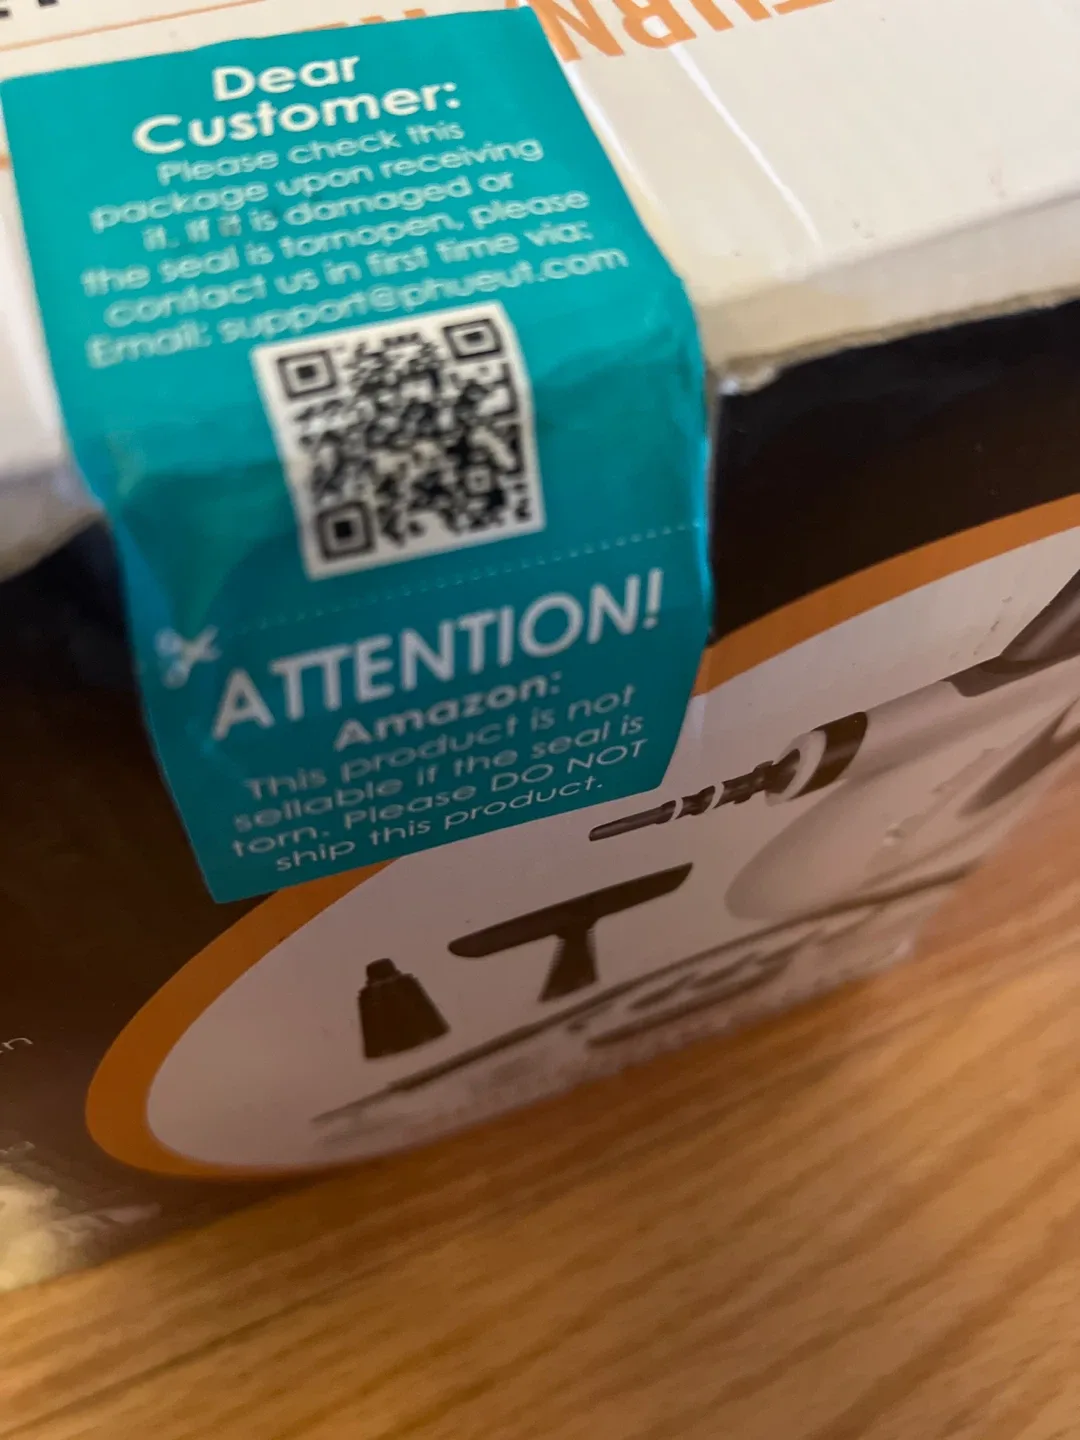 Dear
Customer:
Please check this
package upon receiving
it. If it is damaged or
the seal is tornopen, please
contact us in first time via:
Email: support@phueut.com
ATTENTION!
Amazon:
This product is not
sellable if the seal is
torn. Please DO NOT
ship this product.